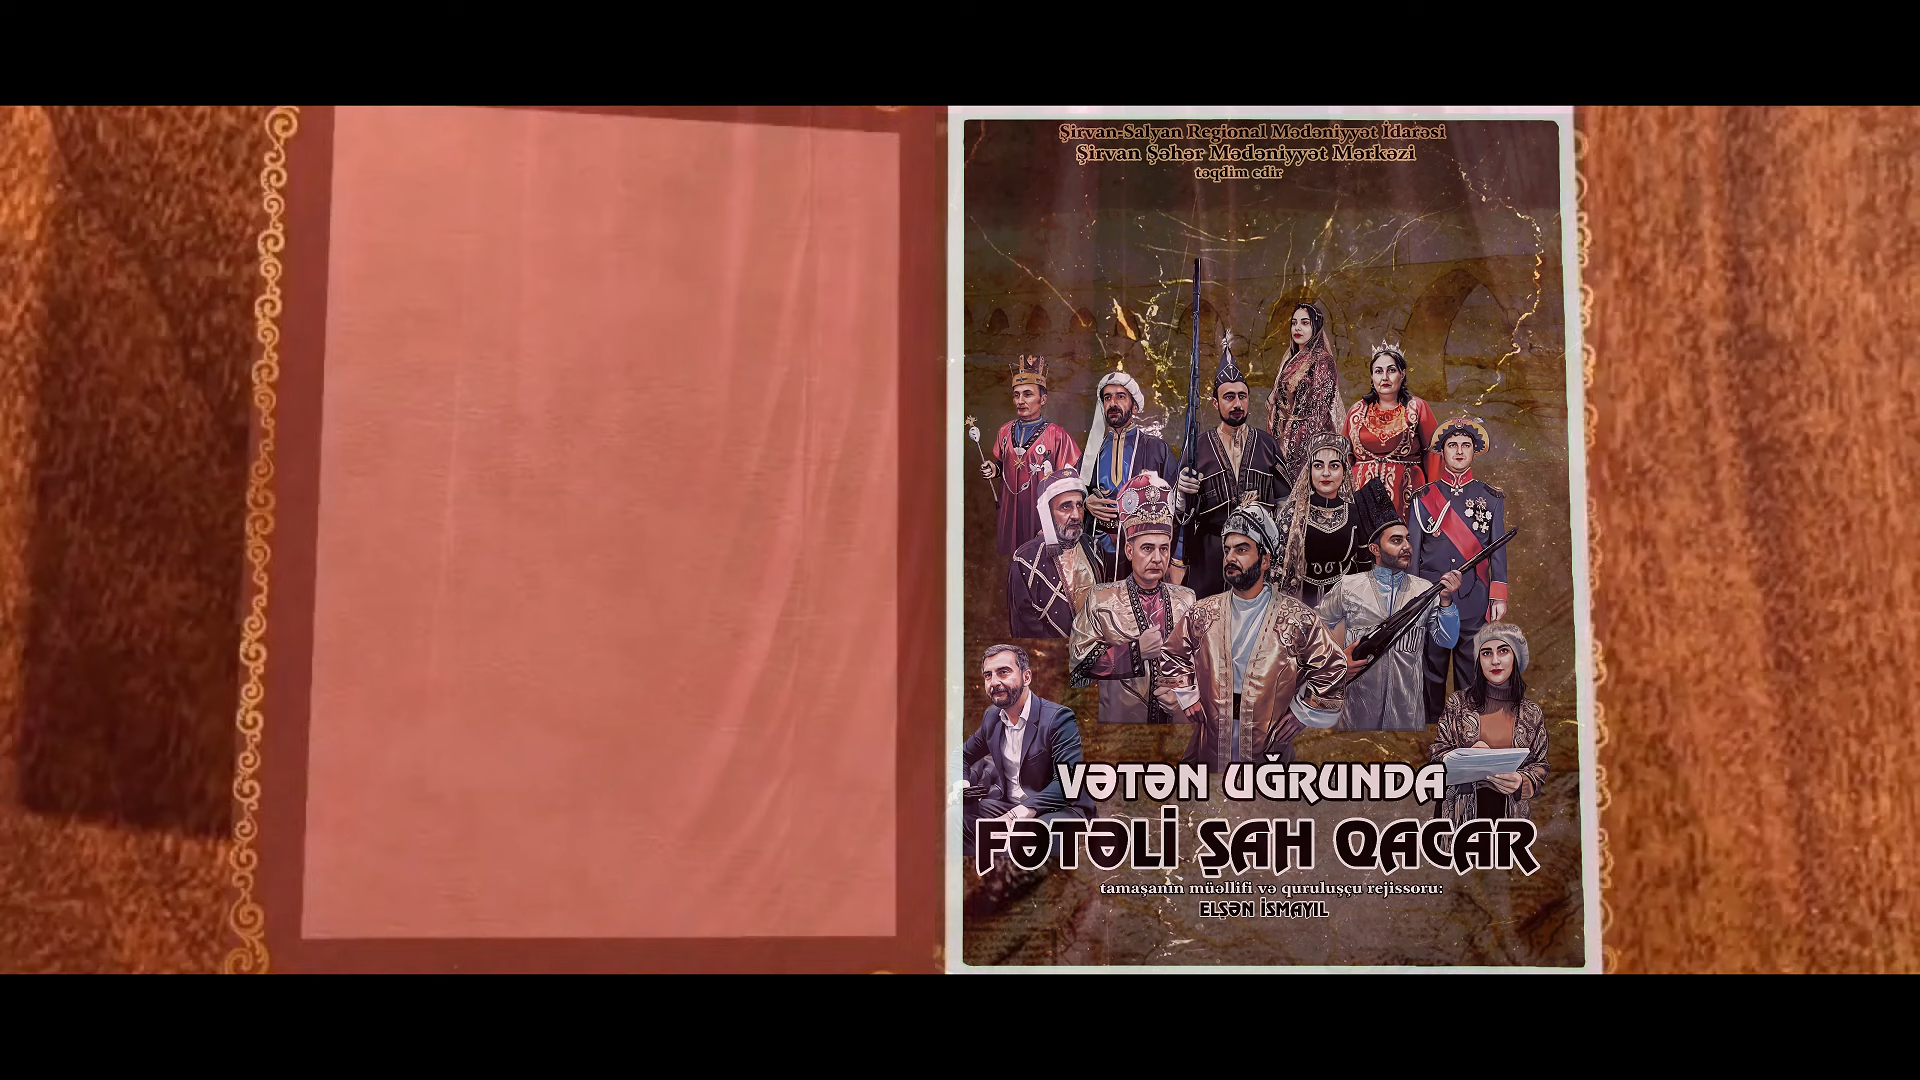 Şirvan-Salyan Regional Mədəniyyət İdarəsi
Şirvan Şəhər Mədəniyyət Mərkəzi
təqdim edir
VƏTƏN UĞRUNDA
FƏTƏLİ ŞAH QACAR
tamaşanın müəllifi və quruluşçu rejissoru:
ELŞƏN İSMAYIL